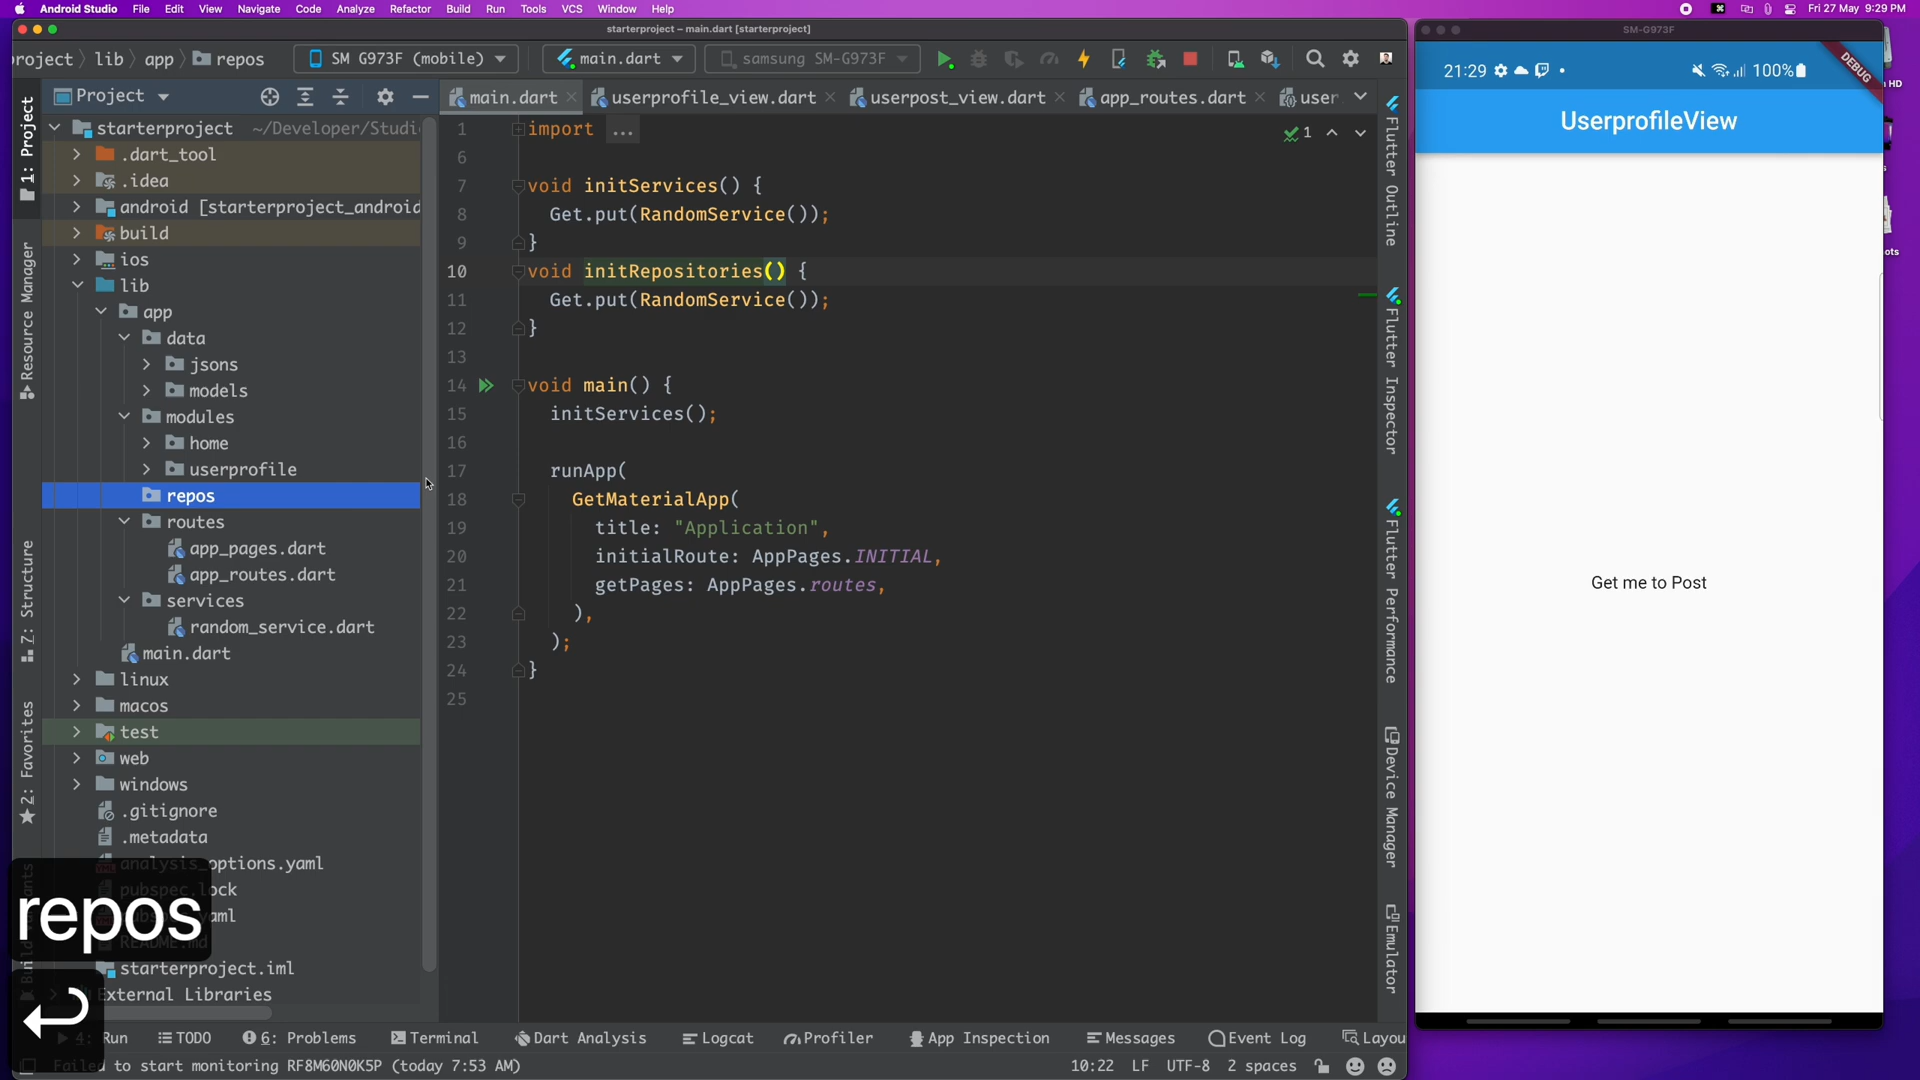 Android Studio File Edit View Navigate Code Analyze Refactor Build Run Tools VCS Window Help
Fri 27 May 9:29 PM
starterproject – main.dart [starterproject]
SM-G973F
roject lib app repos
SM G973F (mobile)
main.dart
samsung SM-G973F
1: Project
Resource Manager
Z: Structure
2: Favorites
Project
starterproject ~/Developer/Studi
.dart_tool
.idea
android [starterproject_android
build
ios
lib
app
data
jsons
models
modules
home
userprofile
repos
routes
app_pages.dart
app_routes.dart
services
random_service.dart
main.dart
linux
macos
test
web
windows
.gitignore
.metadata
analysis_options.yaml
pubspec.lock
aml
README.md
starterproject.iml
External Libraries
repos
main.dart userprofile_view.dart userpost_view.dart app_routes.dart user
1 import ...
6
7 void initServices() {
8 Get.put(RandomService());
9 }
10 void initRepositories() {
11 Get.put(RandomService());
12 }
13
14 void main() {
15 initServices();
16
17 runApp(
18 GetMaterialApp(
19 title: "Application",
20 initialRoute: AppPages.INITIAL,
21 getPages: AppPages.routes,
22 ),
23 );
24 }
25
1
Flutter Outline
Flutter Inspector
Flutter Performance
Device Manager
Emulator
21:29
100%
DEBUG
UserprofileView
Get me to Post
HD
ots
Run TODO 6: Problems Terminal Dart Analysis Logcat Profiler App Inspection Messages Event Log Layou
Failed to start monitoring RF8M60N0K5P (today 7:53 AM)
10:22 LF UTF-8 2 spaces